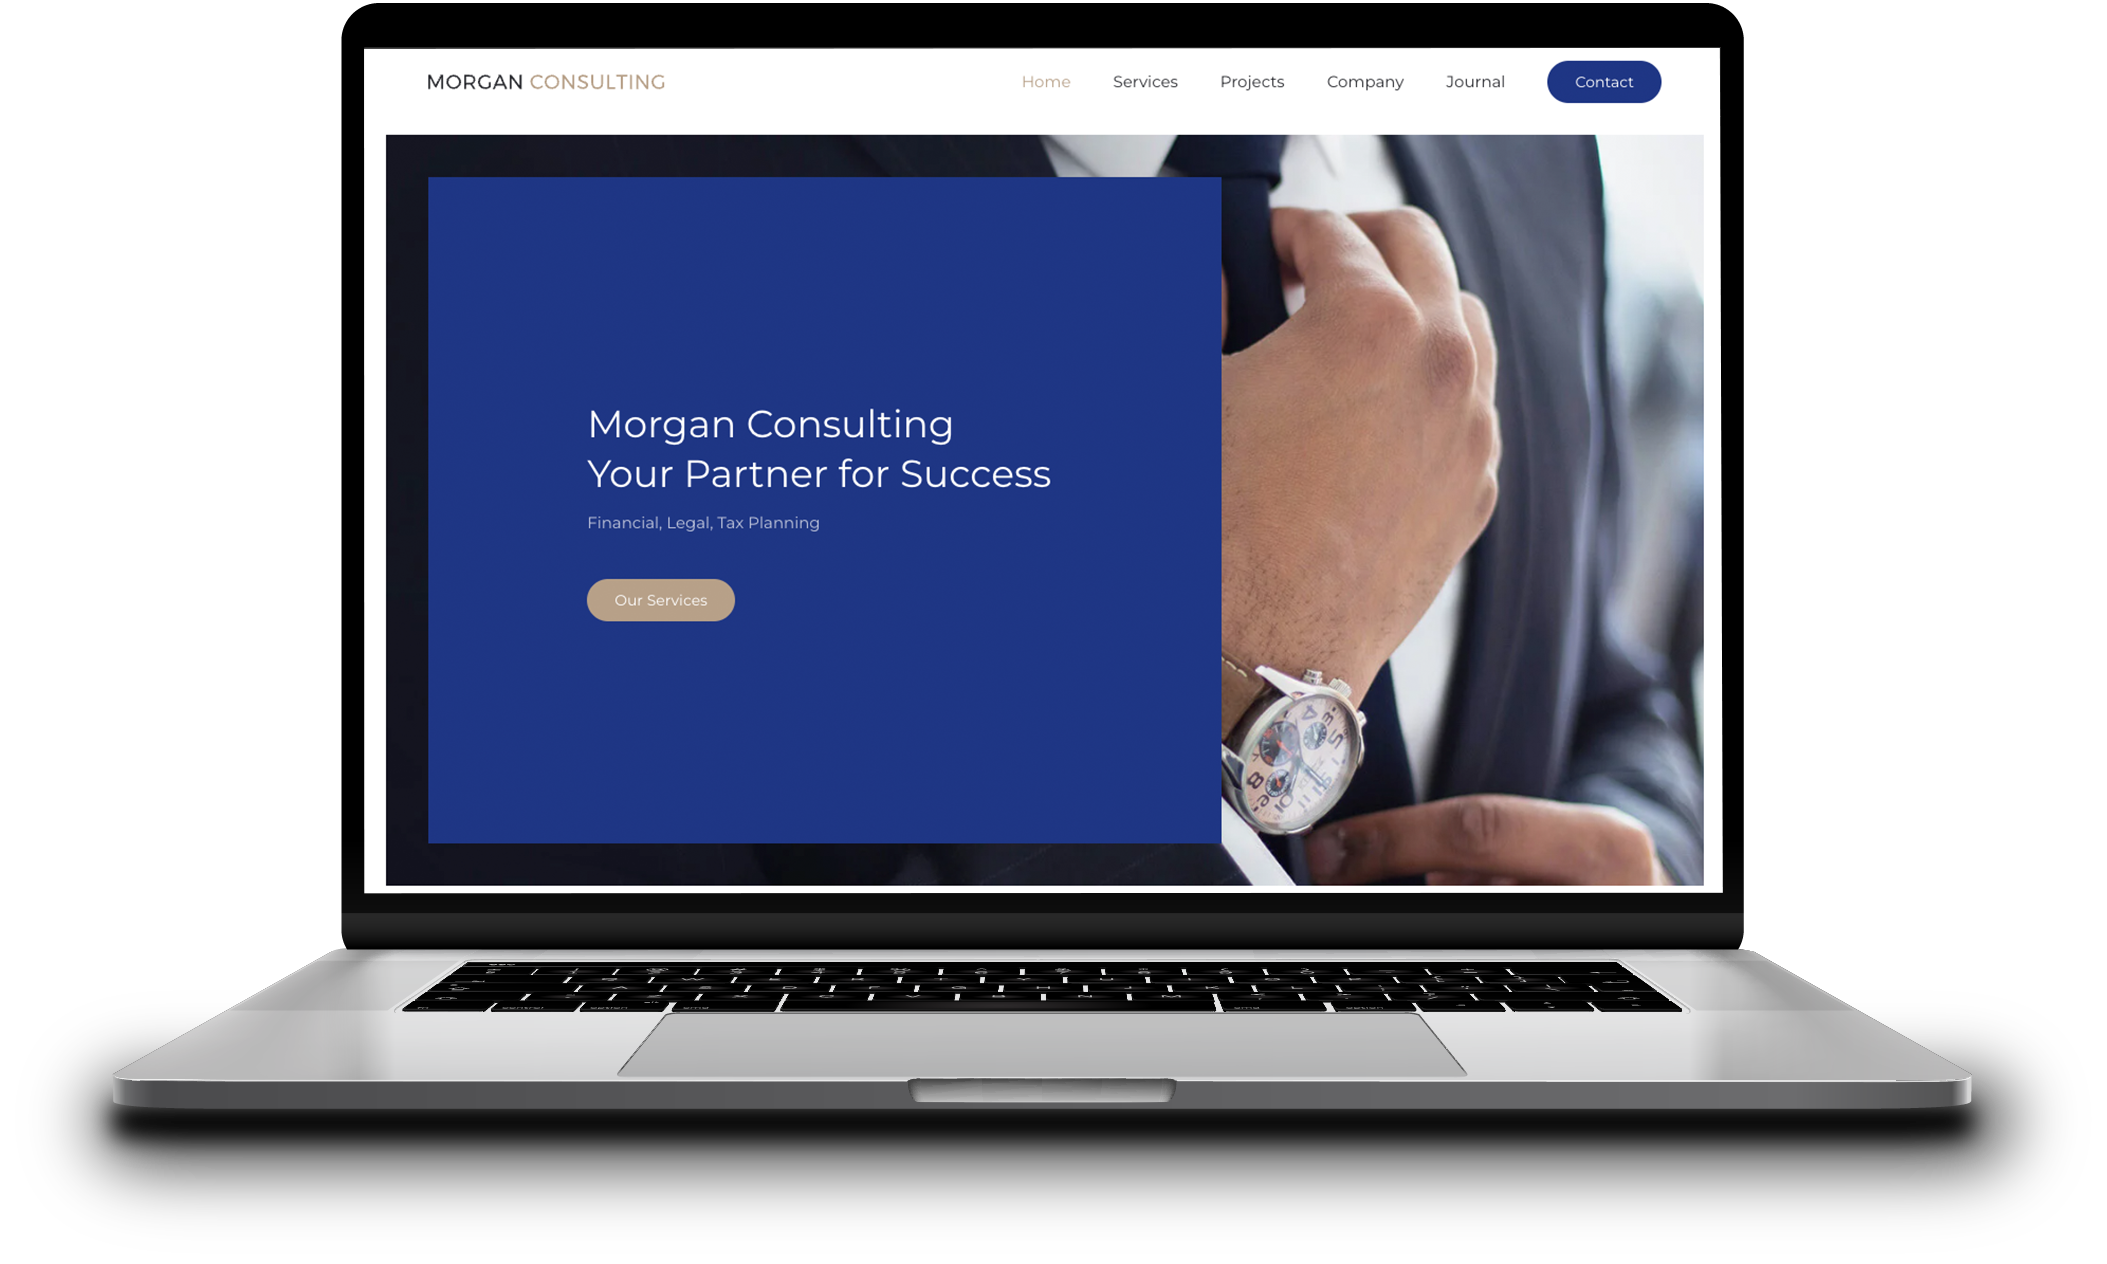 MORGAN CONSULTING
Home Services Projects Company Journal Contact
Morgan Consulting
Your Partner for Success
Financial, Legal, Tax Planning
Our Services